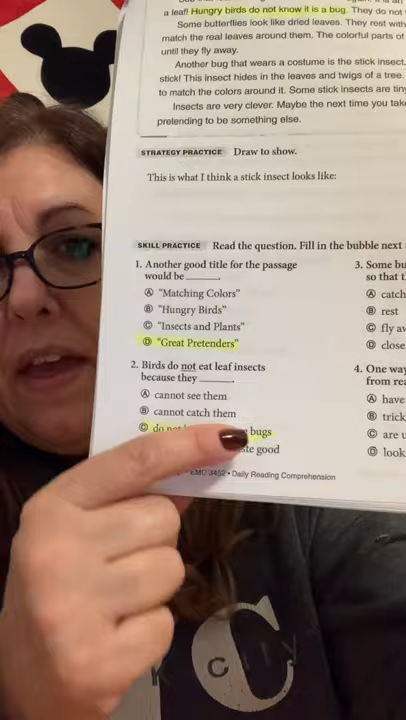 a leaf! Hungry birds do not know it is a bug. They do not
Some butterflies look like dried leaves. They rest with
match the real leaves around them. The colorful parts of
until they fly away.
Another bug that wears a costume is the stick insect.
stick! This insect hides in the leaves and twigs of a tree.
to match the colors around it. Some stick insects are tiny
Insects are very clever. Maybe the next time you take
pretending to be something else.
STRATEGY PRACTICE Draw to show.
This is what I think a stick insect looks like:
SKILL PRACTICE Read the question. Fill in the bubble next
1. Another good title for the passage
would be ______.
Ⓐ "Matching Colors"
Ⓑ "Hungry Birds"
Ⓒ "Insects and Plants"
Ⓓ "Great Pretenders"
2. Birds do not eat leaf insects
because they ______.
Ⓐ cannot see them
Ⓑ cannot catch them
Ⓒ do not bugs
good
3. Some bu
so that t
Ⓐ catch
Ⓑ rest
Ⓒ fly aw
Ⓓ close
4. One way
from rea
Ⓐ have
Ⓑ trick
Ⓒ are u
Ⓓ look
EMC 3452 • Daily Reading Comprehension
C
City